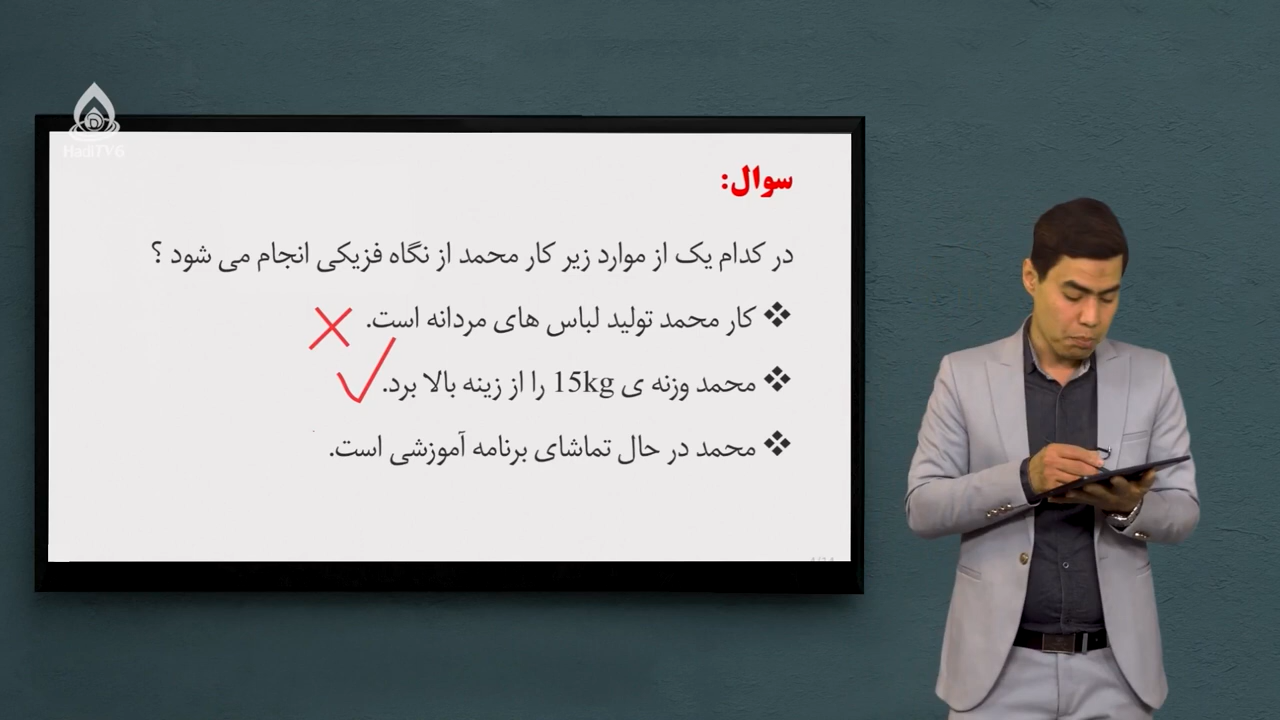 HadiTV6
سوال:
در کدام یک از موارد زیر کار محمد از نگاه فزیکی انجام می شود ؟
❖ کار محمد تولید لباس های مردانه است.
❖ محمد وزنه ی 15kg را از زینه بالا برد.
❖ محمد در حال تماشای برنامه آموزشی است.